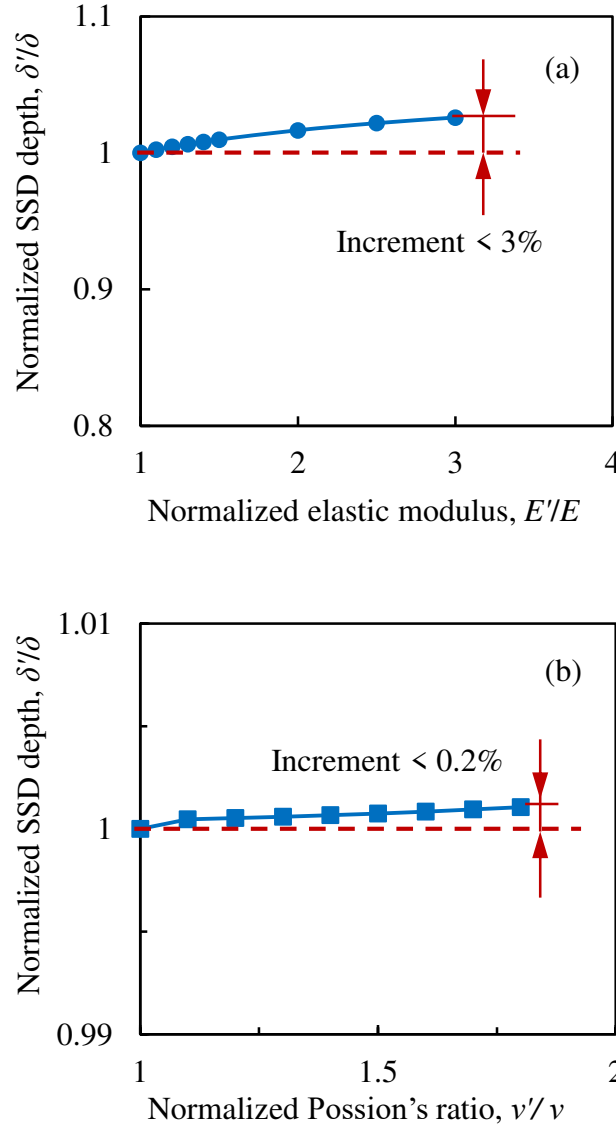 1.1
(a)
1
Increment < 3%
0.9
0.8
1
2
3
4
Normalized SSD depth, δ'/δ
Normalized elastic modulus, E'/E
1.01
(b)
Increment < 0.2%
1
0.99
1
1.5
2
Normalized SSD depth, δ'/δ
Normalized Possion's ratio, ν'/ ν